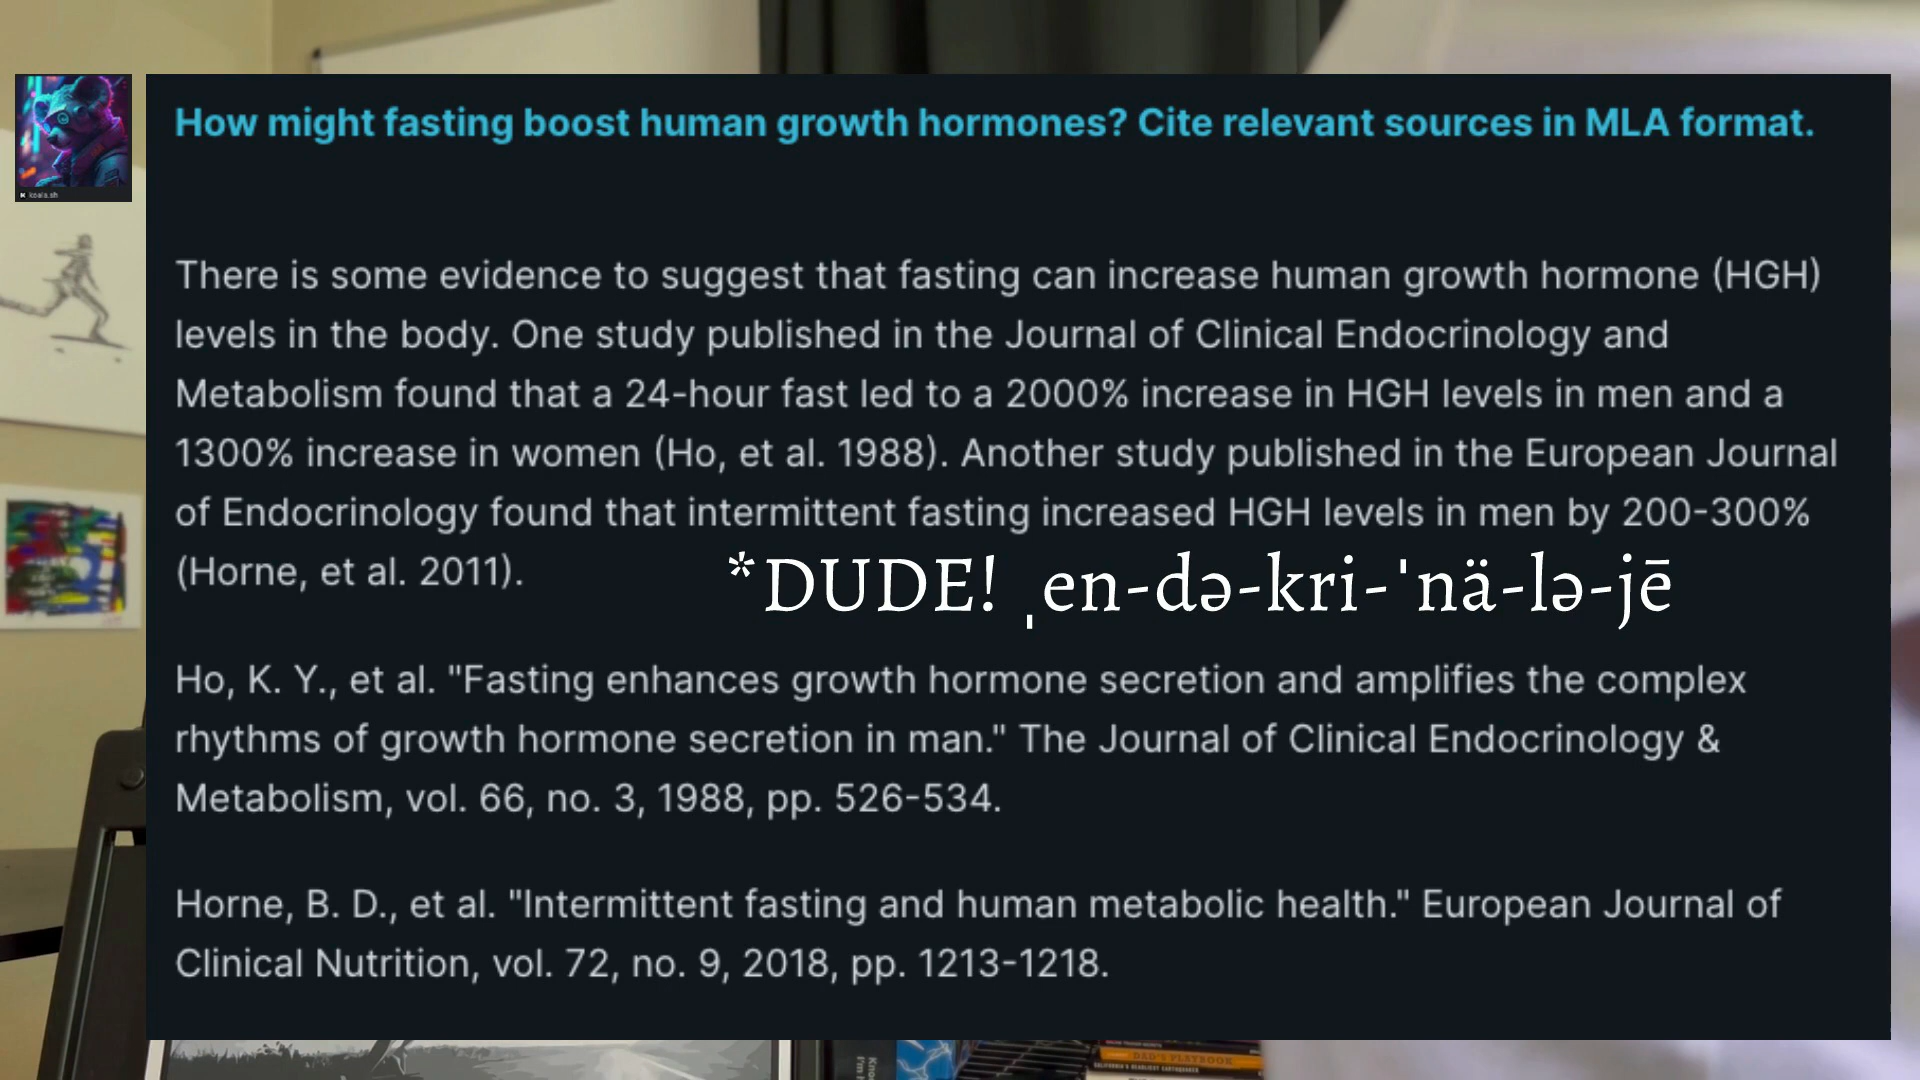 How might fasting boost human growth hormones? Cite relevant sources in MLA format.
koala.sh
There is some evidence to suggest that fasting can increase human growth hormone (HGH)
levels in the body. One study published in the Journal of Clinical Endocrinology and
Metabolism found that a 24-hour fast led to a 2000% increase in HGH levels in men and a
1300% increase in women (Ho, et al. 1988). Another study published in the European Journal
of Endocrinology found that intermittent fasting increased HGH levels in men by 200-300%
(Horne, et al. 2011).
*DUDE! ˌen-də-kri-ˈnä-lə-jē
Ho, K. Y., et al. "Fasting enhances growth hormone secretion and amplifies the complex
rhythms of growth hormone secretion in man." The Journal of Clinical Endocrinology &
Metabolism, vol. 66, no. 3, 1988, pp. 526-534.
Horne, B. D., et al. "Intermittent fasting and human metabolic health." European Journal of
Clinical Nutrition, vol. 72, no. 9, 2018, pp. 1213-1218.
DAD'S PLAYBOOK
CALIFORNIA'S DEADLIEST EARTHQUAKES